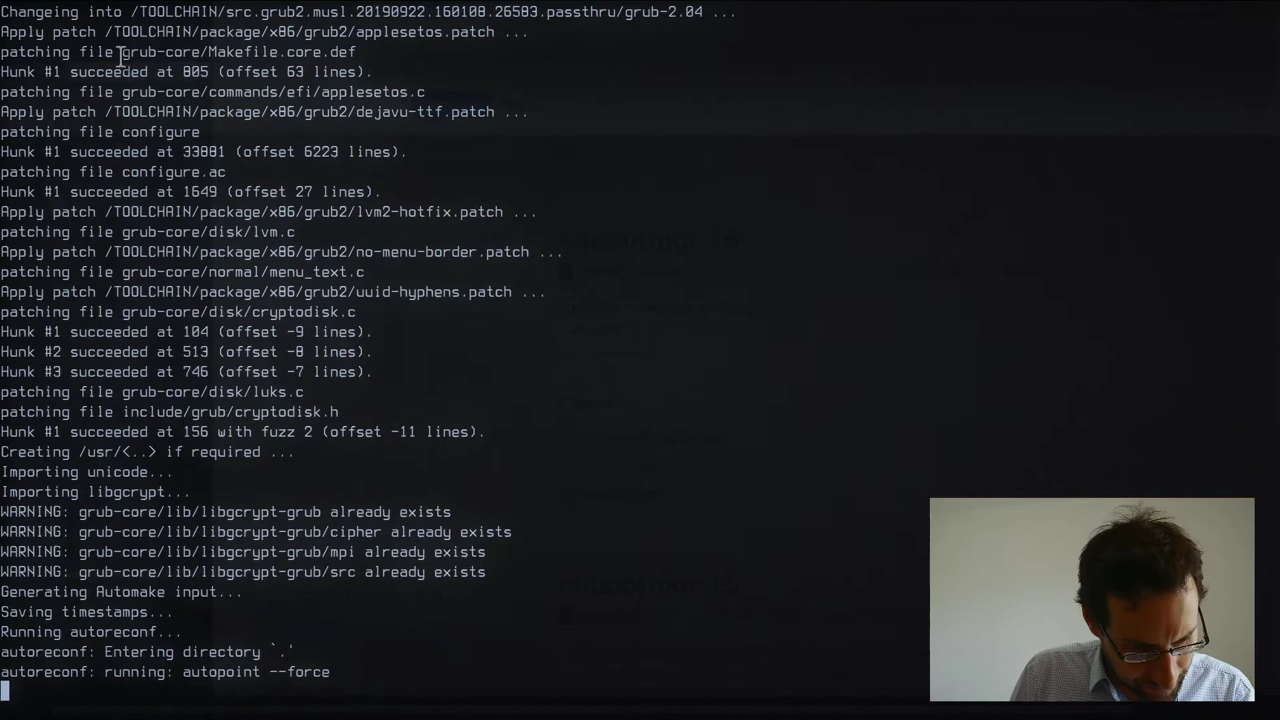 Changeing into /TOOLCHAIN/src.grub2.musl.20190922.160108.26583.passthru/grub-2.04 ...
Apply patch /TOOLCHAIN/package/x86/grub2/applesetos.patch ...
patching file grub-core/Makefile.core.def
Hunk #1 succeeded at 805 (offset 63 lines).
patching file grub-core/commands/efi/applesetos.c
Apply patch /TOOLCHAIN/package/x86/grub2/dejavu-ttf.patch ...
patching file configure
Hunk #1 succeeded at 33881 (offset 6223 lines).
patching file configure.ac
Hunk #1 succeeded at 1649 (offset 27 lines).
Apply patch /TOOLCHAIN/package/x86/grub2/lvm2-hotfix.patch ...
patching file grub-core/disk/lvm.c
Apply patch /TOOLCHAIN/package/x86/grub2/no-menu-border.patch ...
patching file grub-core/normal/menu_text.c
Apply patch /TOOLCHAIN/package/x86/grub2/uuid-hyphens.patch ...
patching file grub-core/disk/cryptodisk.c
Hunk #1 succeeded at 104 (offset -9 lines).
Hunk #2 succeeded at 513 (offset -8 lines).
Hunk #3 succeeded at 746 (offset -7 lines).
patching file grub-core/disk/luks.c
patching file include/grub/cryptodisk.h
Hunk #1 succeeded at 156 with fuzz 2 (offset -11 lines).
Creating /usr/<..> if required ...
Importing unicode...
Importing libgcrypt...
WARNING: grub-core/lib/libgcrypt-grub already exists
WARNING: grub-core/lib/libgcrypt-grub/cipher already exists
WARNING: grub-core/lib/libgcrypt-grub/mpi already exists
WARNING: grub-core/lib/libgcrypt-grub/src already exists
Generating Automake input...
Saving timestamps...
Running autoreconf...
autoreconf: Entering directory `.'
autoreconf: running: autopoint --force